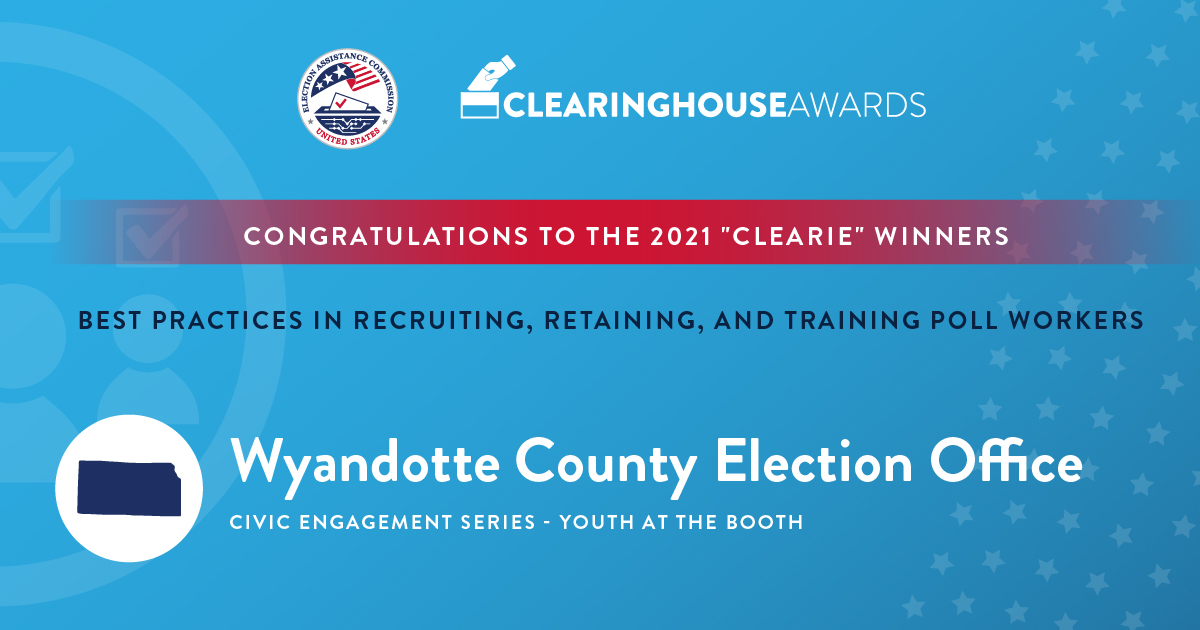 ELECTION ASSISTANCE COMMISSION
UNITED STATES
CLEARINGHOUSEAWARDS
CONGRATULATIONS TO THE 2021 "CLEARIE" WINNERS
BEST PRACTICES IN RECRUITING, RETAINING, AND TRAINING POLL WORKERS
Wyandotte County Election Office
CIVIC ENGAGEMENT SERIES - YOUTH AT THE BOOTH